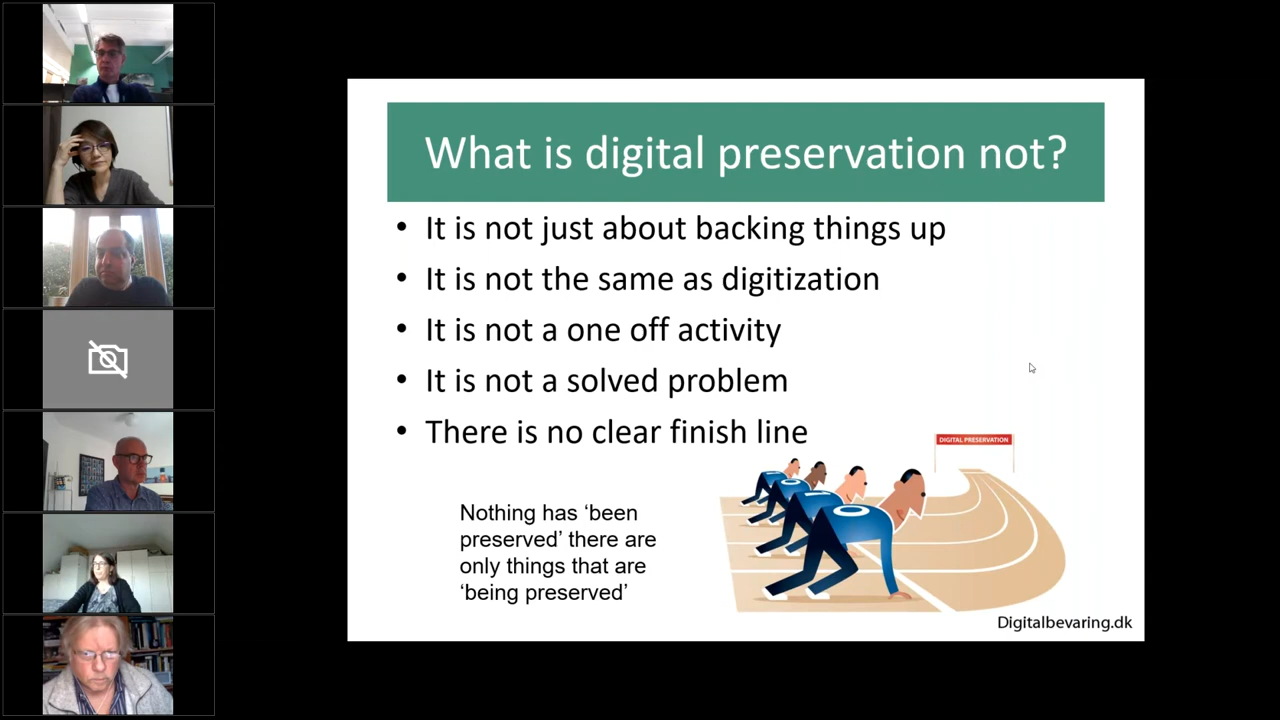 What is digital preservation not?
• It is not just about backing things up
• It is not the same as digitization
• It is not a one off activity
• It is not a solved problem
• There is no clear finish line
DIGITAL PRESERVATION
Nothing has ‘been
preserved’ there are
only things that are
‘being preserved’
Digitalbevaring.dk